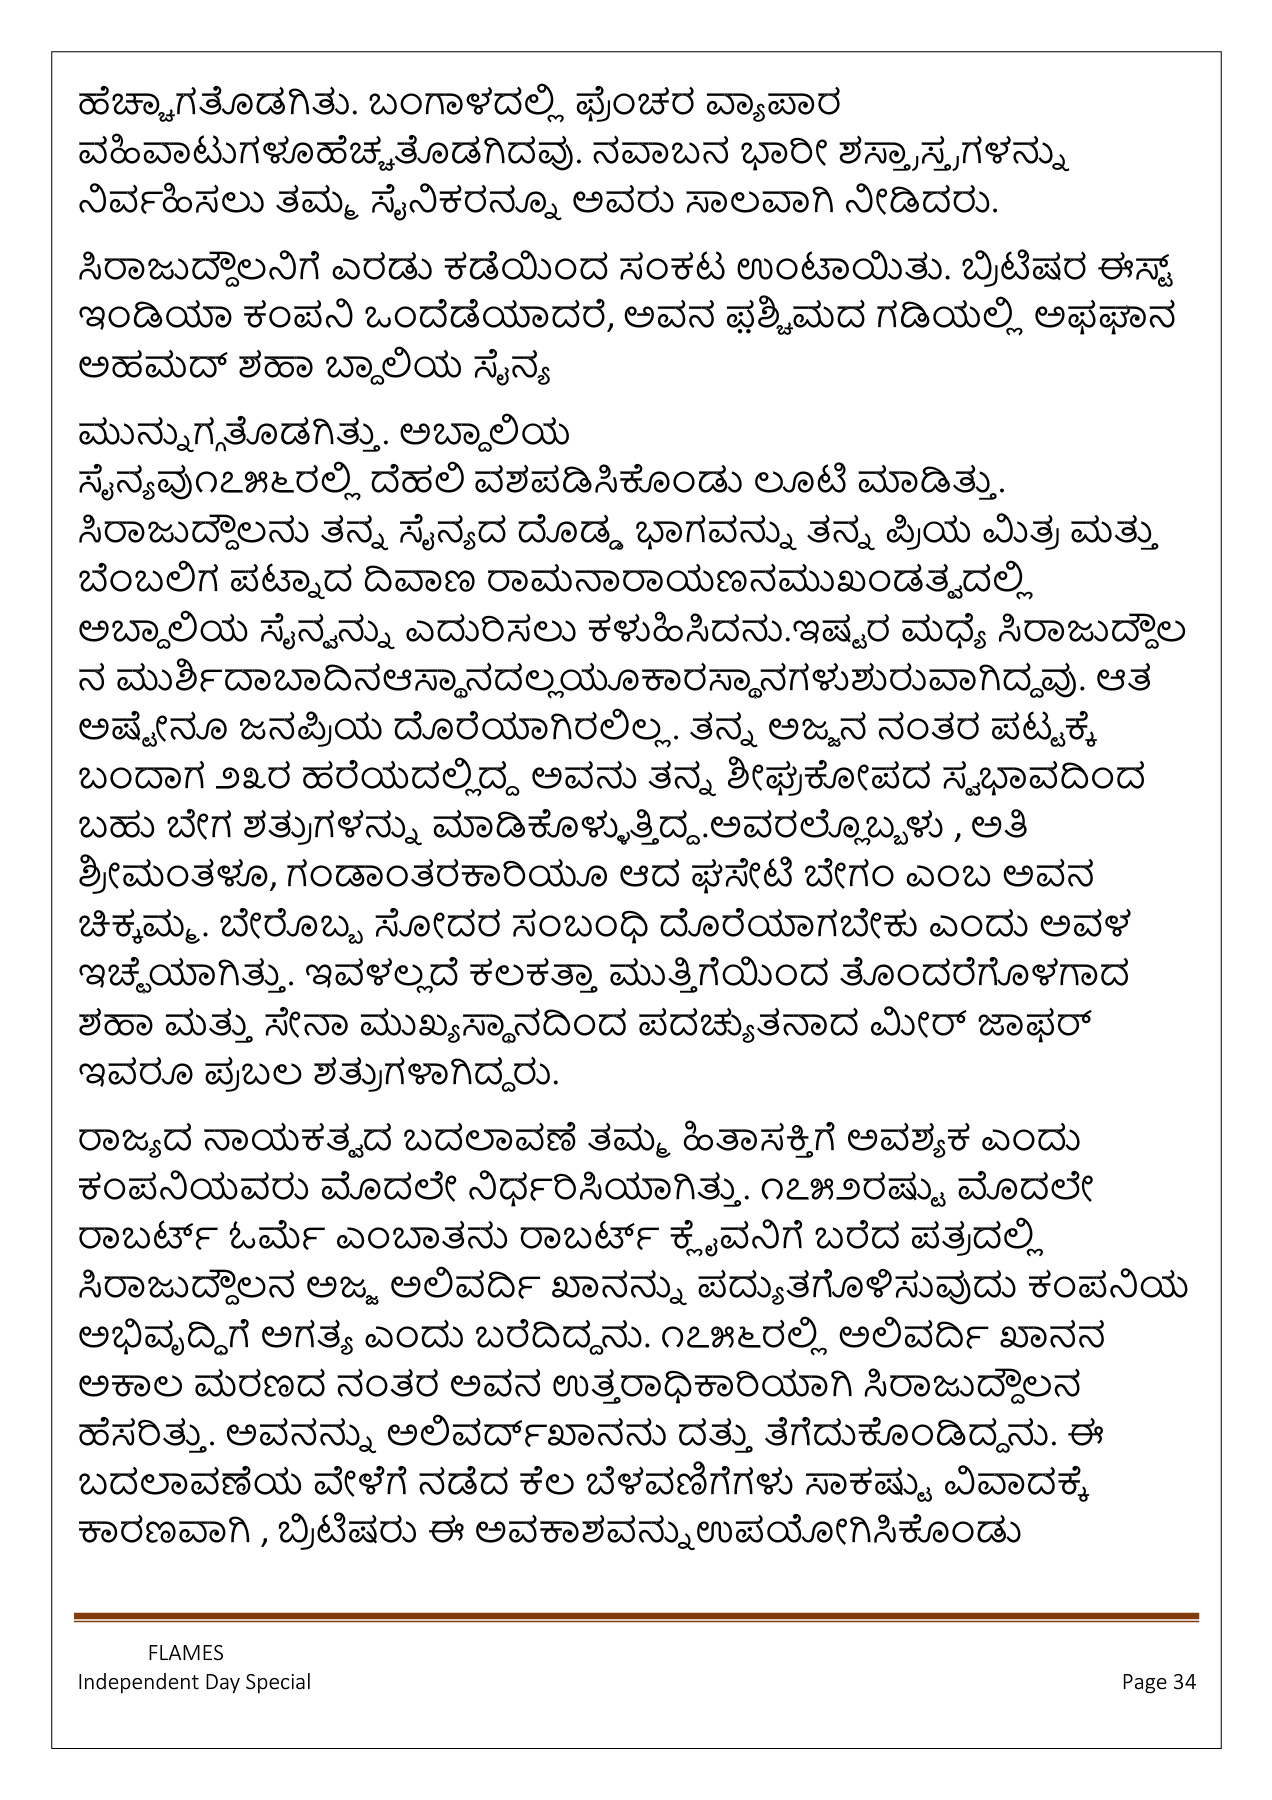 ಹೆಚ್ಚಾಗತೊಡಗಿತು. ಬಂಗಾಳದಲ್ಲಿ ಫ್ರೆಂಚರ ವ್ಯಾಪಾರ
ವಹಿವಾಟುಗಳೂಹೆಚ್ಚತೊಡಗಿದವು. ನವಾಬನ ಭಾರೀ ಶಸ್ತ್ರಾಸ್ತ್ರಗಳನ್ನು
ನಿರ್ವಹಿಸಲು ತಮ್ಮ ಸೈನಿಕರನ್ನೂ ಅವರು ಸಾಲವಾಗಿ ನೀಡಿದರು.
ಸಿರಾಜುದ್ದೌಲನಿಗೆ ಎರಡು ಕಡೆಯಿಂದ ಸಂಕಟ ಉಂಟಾಯಿತು. ಬ್ರಿಟಿಷರ ಈಸ್ಟ್
ಇಂಡಿಯಾ ಕಂಪನಿ ಒಂದೆಡೆಯಾದರೆ, ಅವನ ಪಶ್ಚಿಮದ ಗಡಿಯಲ್ಲಿ ಅಫಘಾನ
ಅಹಮದ್ ಶಹಾ ಬ್ದಾಲಿಯ ಸೈನ್ಯ
ಮುನ್ನುಗ್ಗತೊಡಗಿತ್ತು. ಅಬ್ದಾಲಿಯ
ಸೈನ್ಯವು೧೭೫೬ರಲ್ಲಿ ದೆಹಲಿ ವಶಪಡಿಸಿಕೊಂಡು ಲೂಟಿ ಮಾಡಿತ್ತು.
ಸಿರಾಜುದ್ದೌಲನು ತನ್ನ ಸೈನ್ಯದ ದೊಡ್ಡ ಭಾಗವನ್ನು ತನ್ನ ಪ್ರಿಯ ಮಿತ್ರ ಮತ್ತು
ಬೆಂಬಲಿಗ ಪಟ್ನಾದ ದಿವಾಣ ರಾಮನಾರಾಯಣನಮುಖಂಡತ್ವದಲ್ಲಿ
ಅಬ್ದಾಲಿಯ ಸೈನ್ವನ್ನು ಎದುರಿಸಲು ಕಳುಹಿಸಿದನು.ಇಷ್ಟರ ಮಧ್ಯೆ ಸಿರಾಜುದ್ದೌಲ
ನ ಮುರ್ಶಿದಾಬಾದಿನಆಸ್ಥಾನದಲ್ಲಯೂಕಾರಸ್ಥಾನಗಳುಶುರುವಾಗಿದ್ದವು. ಆತ
ಅಷ್ಟೇನೂ ಜನಪ್ರಿಯ ದೊರೆಯಾಗಿರಲಿಲ್ಲ. ತನ್ನ ಅಜ್ಜನ ನಂತರ ಪಟ್ಟಕ್ಕೆ
ಬಂದಾಗ ೨೩ರ ಹರೆಯದಲ್ಲಿದ್ದ ಅವನು ತನ್ನ ಶೀಘ್ರಕೋಪದ ಸ್ವಭಾವದಿಂದ
ಬಹು ಬೇಗ ಶತ್ರುಗಳನ್ನು ಮಾಡಿಕೊಳ್ಳುತ್ತಿದ್ದ.ಅವರಲ್ಲೊಬ್ಬಳು , ಅತಿ
ಶ್ರೀಮಂತಳೂ, ಗಂಡಾಂತರಕಾರಿಯೂ ಆದ ಘಸೇಟಿ ಬೇಗಂ ಎಂಬ ಅವನ
ಚಿಕ್ಕಮ್ಮ. ಬೇರೊಬ್ಬ ಸೋದರ ಸಂಬಂಧಿ ದೊರೆಯಾಗಬೇಕು ಎಂದು ಅವಳ
ಇಚ್ಚೆಯಾಗಿತ್ತು. ಇವಳಲ್ಲದೆ ಕಲಕತ್ತಾ ಮುತ್ತಿಗೆಯಿಂದ ತೊಂದರೆಗೊಳಗಾದ
ಶಹಾ ಮತ್ತು ಸೇನಾ ಮುಖ್ಯಸ್ಥಾನದಿಂದ ಪದಚ್ಯುತನಾದ ಮೀರ್ ಜಾಫರ್
ಇವರೂ ಪ್ರಬಲ ಶತ್ರುಗಳಾಗಿದ್ದರು.
ರಾಜ್ಯದ ನಾಯಕತ್ವದ ಬದಲಾವಣೆ ತಮ್ಮ ಹಿತಾಸಕ್ತಿಗೆ ಅವಶ್ಯಕ ಎಂದು
ಕಂಪನಿಯವರು ಮೊದಲೇ ನಿರ್ಧರಿಸಿಯಾಗಿತ್ತು. ೧೭೫೨ರಷ್ಟು ಮೊದಲೇ
ರಾಬರ್ಟ್ ಓರ್ಮೆ ಎಂಬಾತನು ರಾಬರ್ಟ್ ಕ್ಲೈವನಿಗೆ ಬರೆದ ಪತ್ರದಲ್ಲಿ
ಸಿರಾಜುದ್ದೌಲನ ಅಜ್ಜ ಅಲಿವರ್ದಿ ಖಾನನನ್ನು ಪದ್ಯುತಗೊಳಿಸುವುದು ಕಂಪನಿಯ
ಅಭಿವೃದ್ಧಿಗೆ ಅಗತ್ಯ ಎಂದು ಬರೆದಿದ್ದನು. ೧೭೫೬ರಲ್ಲಿ ಅಲಿವರ್ದಿ ಖಾನನ
ಅಕಾಲ ಮರಣದ ನಂತರ ಅವನ ಉತ್ತರಾಧಿಕಾರಿಯಾಗಿ ಸಿರಾಜುದ್ದೌಲನ
ಹೆಸರಿತ್ತು. ಅವನನ್ನು ಅಲಿವರ್ದ್‌ಖಾನನು ದತ್ತು ತೆಗೆದುಕೊಂಡಿದ್ದನು. ಈ
ಬದಲಾವಣೆಯ ವೇಳೆಗೆ ನಡೆದ ಕೆಲ ಬೆಳವಣಿಗೆಗಳು ಸಾಕಷ್ಟು ವಿವಾದಕ್ಕೆ
ಕಾರಣವಾಗಿ , ಬ್ರಿಟಿಷರು ಈ ಅವಕಾಶವನ್ನುಉಪಯೋಗಿಸಿಕೊಂಡು
FLAMES
Independent Day Special Page 34